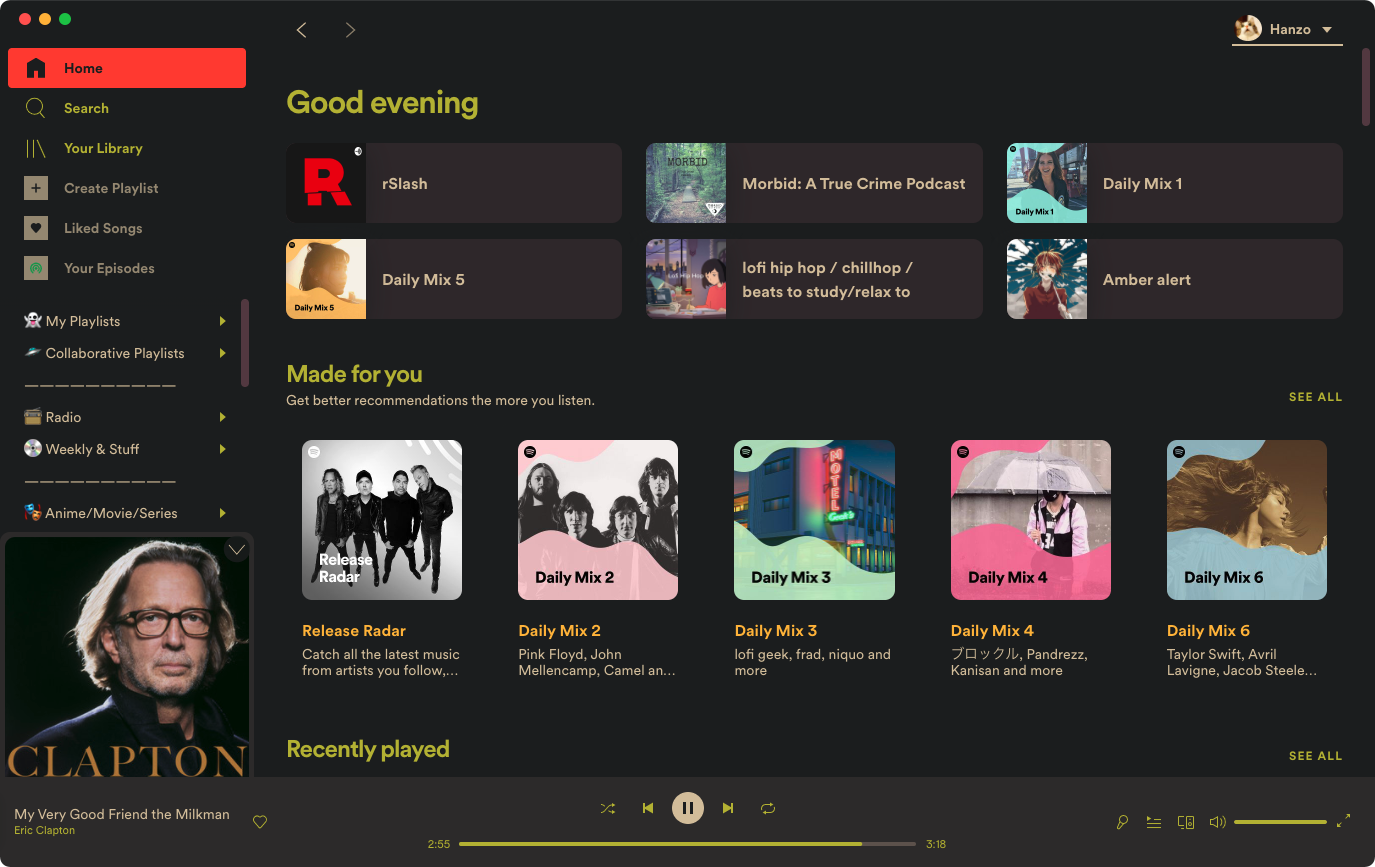 Hanzo
Home
Search
Your Library
Create Playlist
Liked Songs
Your Episodes
My Playlists
Collaborative Playlists
——————————
Radio
Weekly & Stuff
——————————
Anime/Movie/Series
CLAPTON
Good evening
rSlash
MORBID
Morbid: A True Crime Podcast
Daily Mix 1
Daily Mix 1
Daily Mix 5
Daily Mix 5
lofi Hip Hop
lofi hip hop / chillhop /
beats to study/relax to
Amber alert
Made for you
Get better recommendations the more you listen.
SEE ALL
Release
Radar
Release Radar
Catch all the latest music
from artists you follow,...
Daily Mix 2
Daily Mix 2
Pink Floyd, John
Mellencamp, Camel an...
MOTEL
Daily Mix 3
Daily Mix 3
lofi geek, frad, niquo and
more
Daily Mix 4
Daily Mix 4
ブロックル, Pandrezz,
Kanisan and more
Daily Mix 6
Daily Mix 6
Taylor Swift, Avril
Lavigne, Jacob Steele...
Recently played
SEE ALL
My Very Good Friend the Milkman
Eric Clapton
2:55
3:18